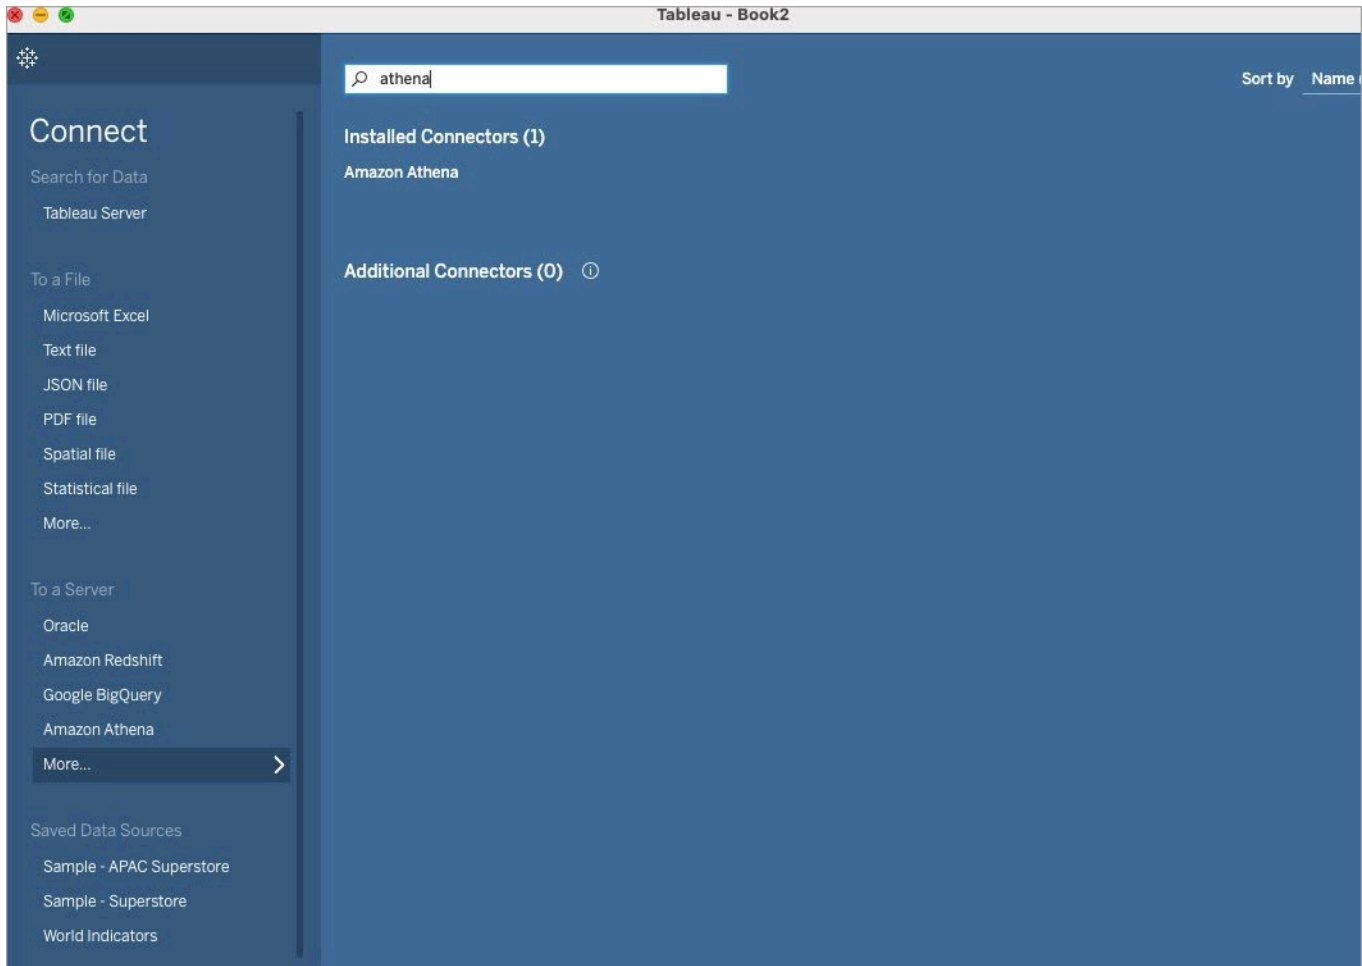 Tableau - Book2
athena
Sort by Name
Connect
Search for Data
Tableau Server
To a File
Microsoft Excel
Text file
JSON file
PDF file
Spatial file
Statistical file
More...
To a Server
Oracle
Amazon Redshift
Google BigQuery
Amazon Athena
More...
Saved Data Sources
Sample - APAC Superstore
Sample - Superstore
World Indicators
Installed Connectors (1)
Amazon Athena
Additional Connectors (0)